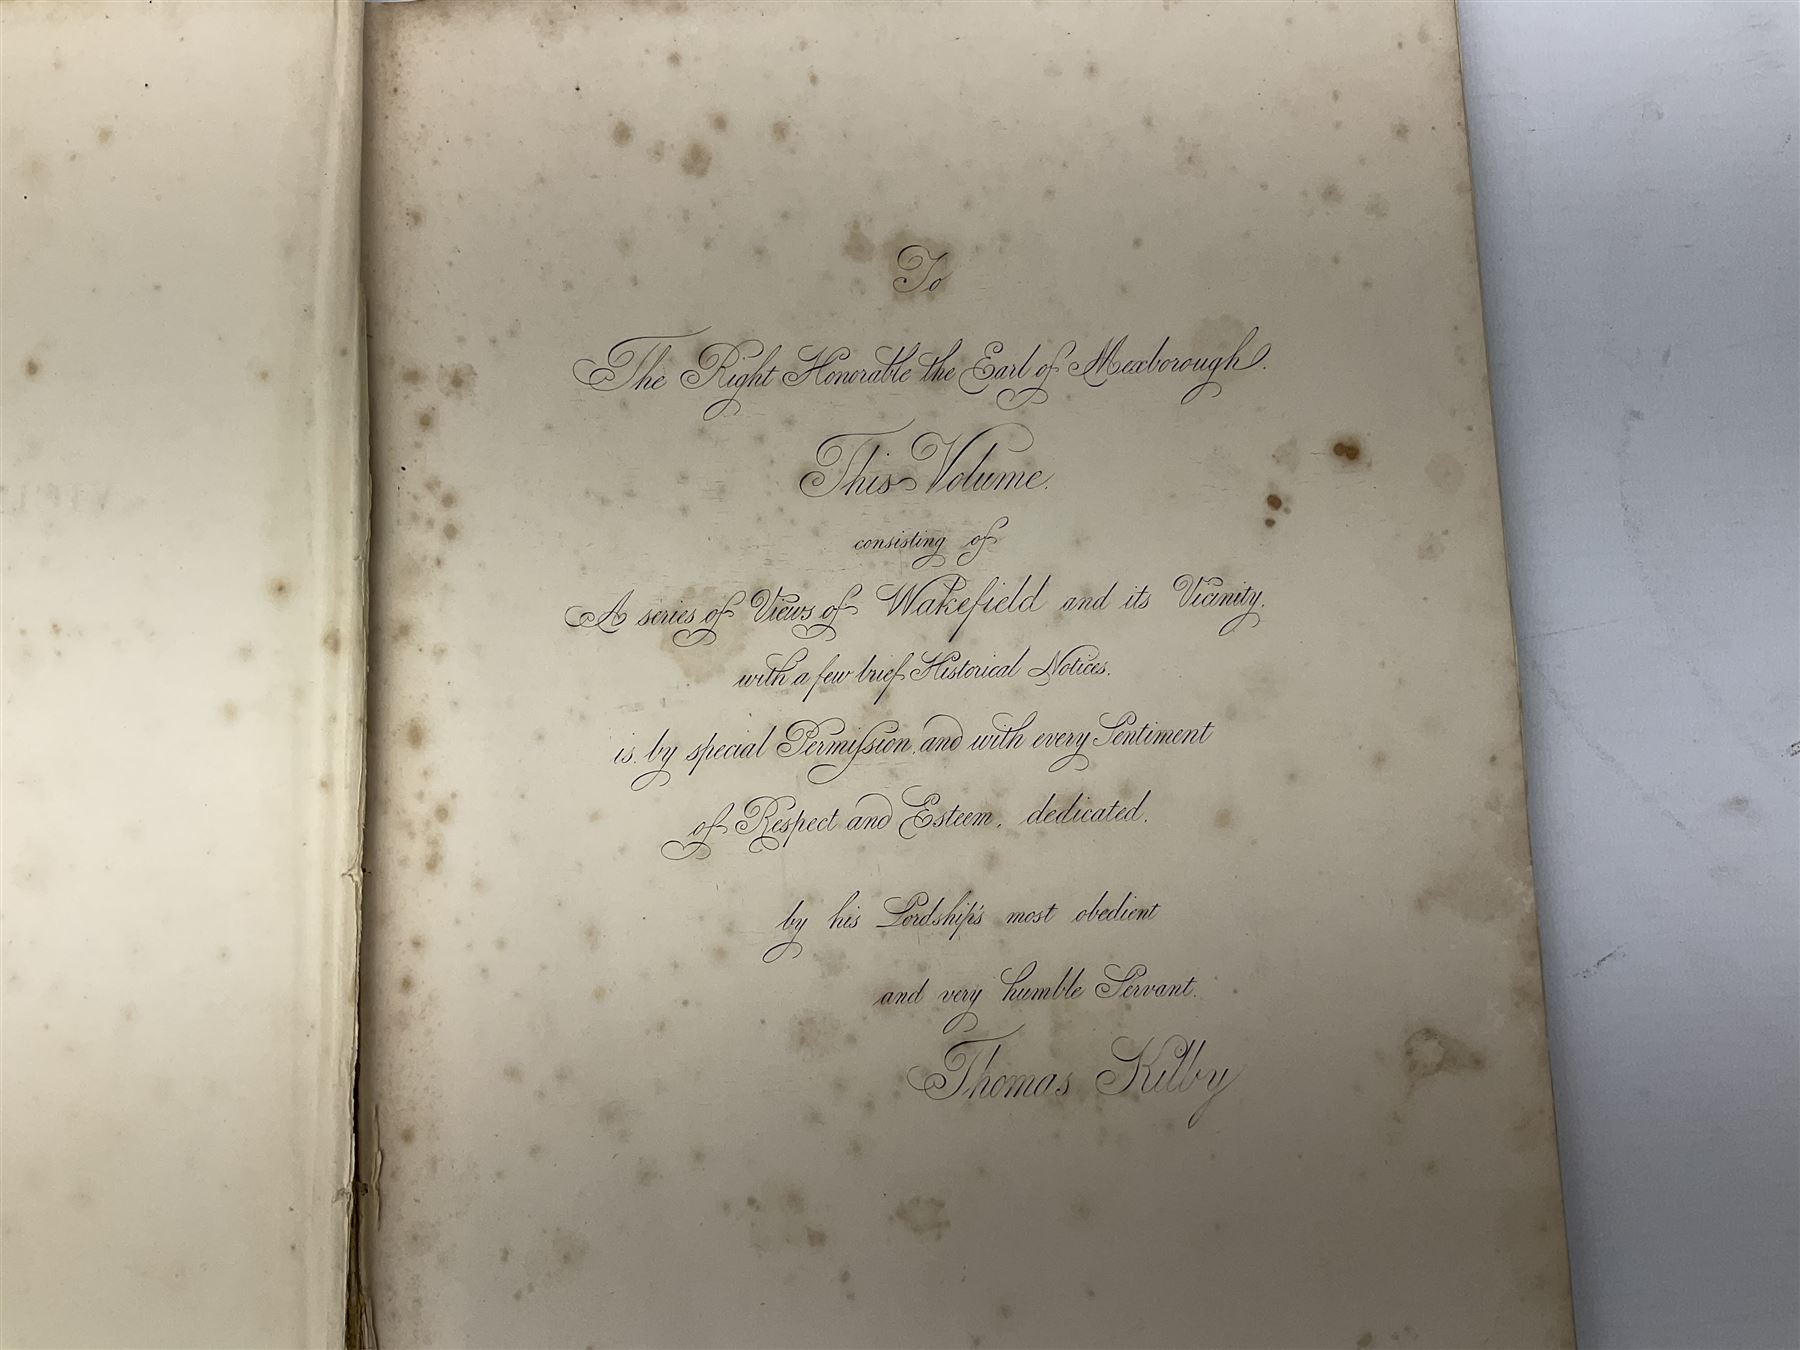 To
The Right Honorable the Earl of Mexborough.
This Volume.
consisting of
A series of Views of Wakefield and its Vicinity.
with a few brief Historical Notices.
is. by special Permiſsion, and with every Sentiment
of Respect and Esteem. dedicated.
by his Lordship's most obedient
and very humble Servant.
Thomas Kilby